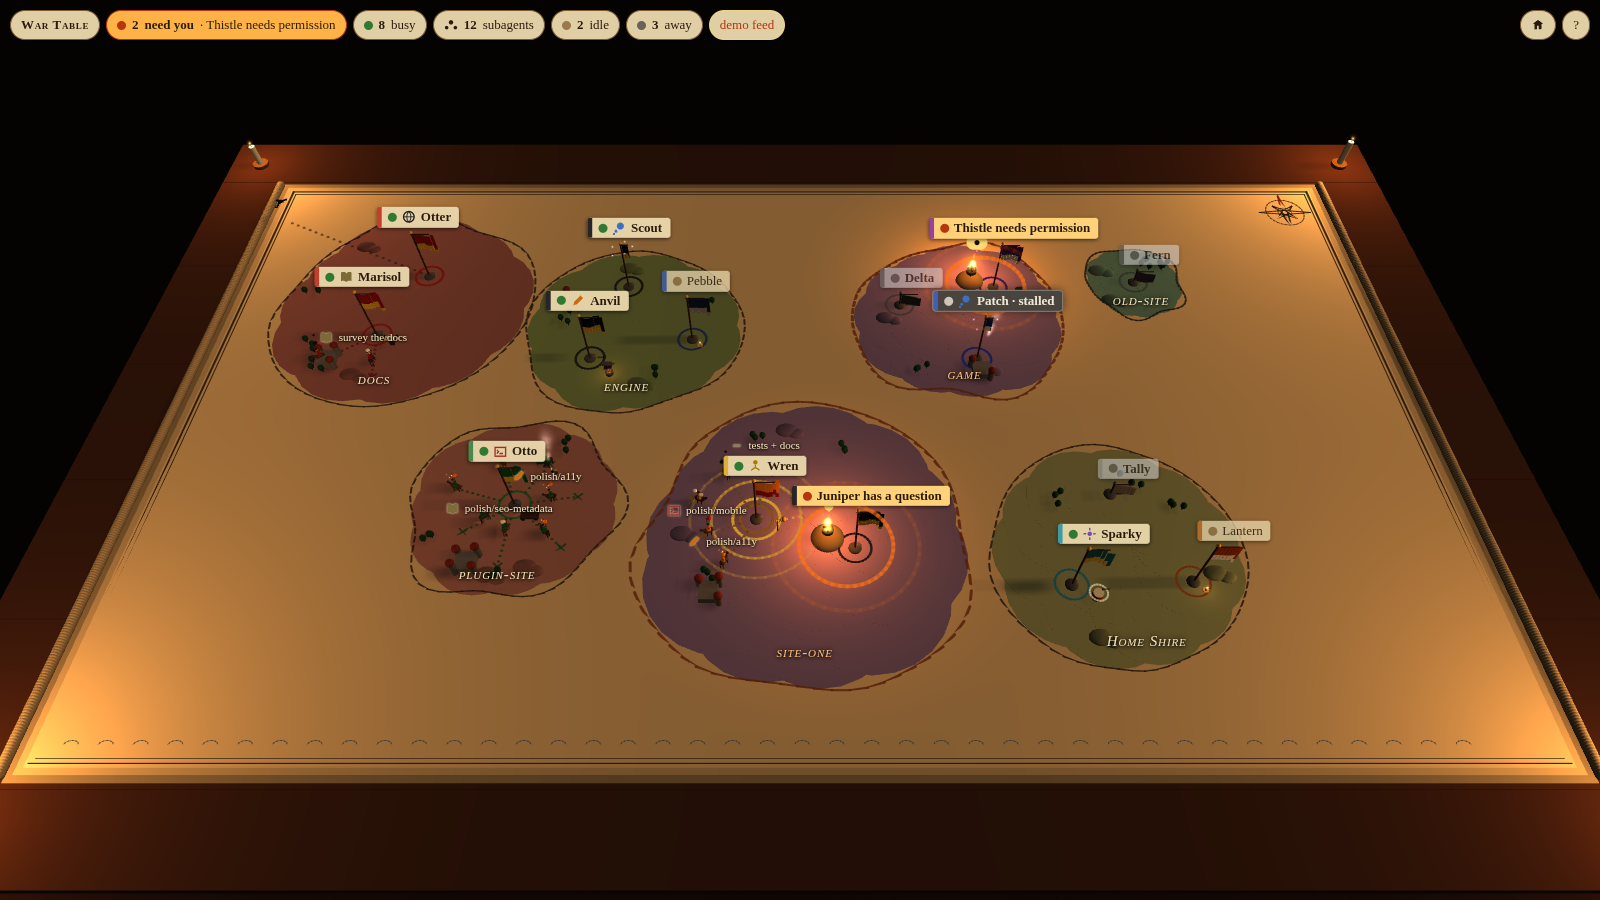 War Table
2 need you · Thistle needs permission
8 busy
12 subagents
2 idle
3 away
demo feed
?
Otter
Scout
Thistle needs permission
Fern
Marisol
Pebble
Delta
Anvil
Patch · stalled
OLD-SITE
survey the docs
DOCS
ENGINE
GAME
tests + docs
Otto
Wren
Tally
polish/a11y
Juniper has a question
polish/seo-metadata
polish/mobile
Sparky
Lantern
polish/a11y
PLUGIN-SITE
Home Shire
SITE-ONE